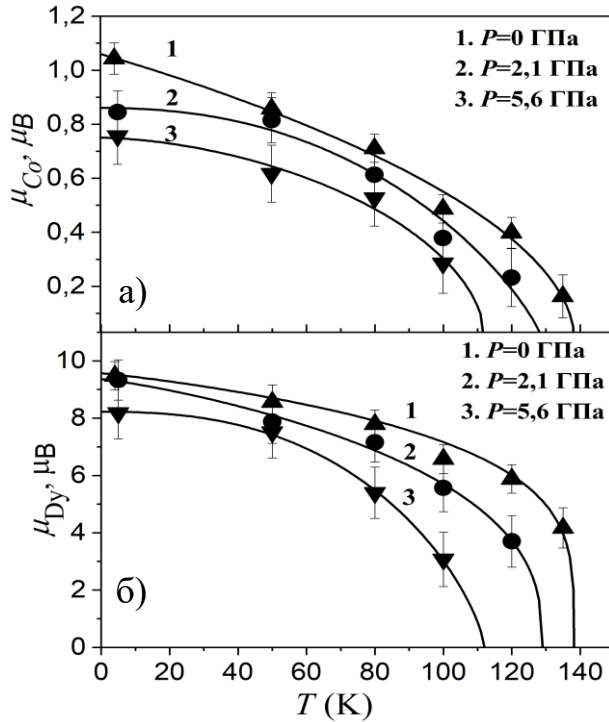 1,2
1,0
0,8
0,6
0,4
0,2
μCo, μB
1
2
3
1. P=0 ГПа
2. P=2,1 ГПа
3. P=5,6 ГПа
а)
10
8
6
4
2
0
μDy, μB
1
2
3
1. P=0 ГПа
2. P=2,1 ГПа
3. P=5,6 ГПа
б)
0 20 40 60 80 100 120 140
T (K)